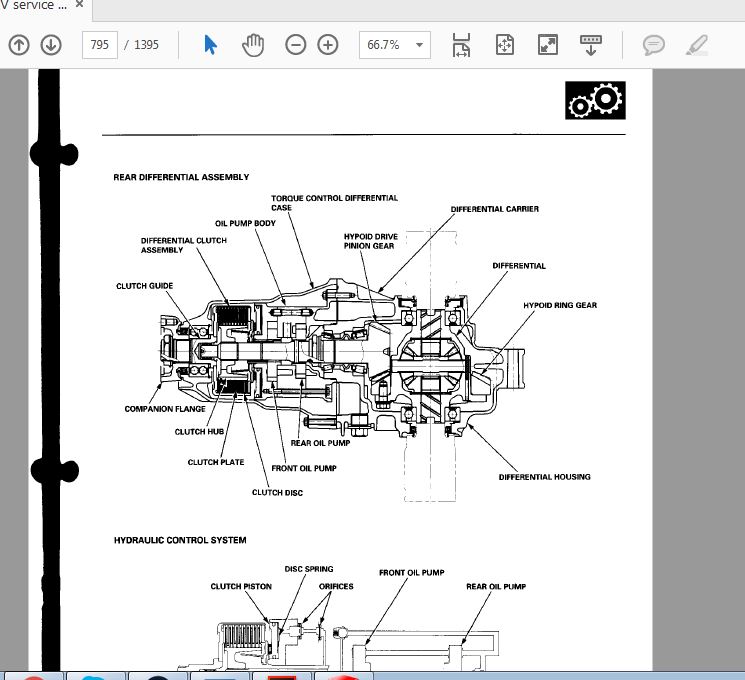 V service ... ×
795 / 1395
66.7%
REAR DIFFERENTIAL ASSEMBLY
TORQUE CONTROL DIFFERENTIAL
CASE
DIFFERENTIAL CARRIER
OIL PUMP BODY
HYPOID DRIVE
PINION GEAR
DIFFERENTIAL CLUTCH
ASSEMBLY
DIFFERENTIAL
CLUTCH GUIDE
HYPOID RING GEAR
COMPANION FLANGE
CLUTCH HUB
REAR OIL PUMP
CLUTCH PLATE
FRONT OIL PUMP
DIFFERENTIAL HOUSING
CLUTCH DISC
HYDRAULIC CONTROL SYSTEM
DISC SPRING
FRONT OIL PUMP
CLUTCH PISTON
ORIFICES
REAR OIL PUMP